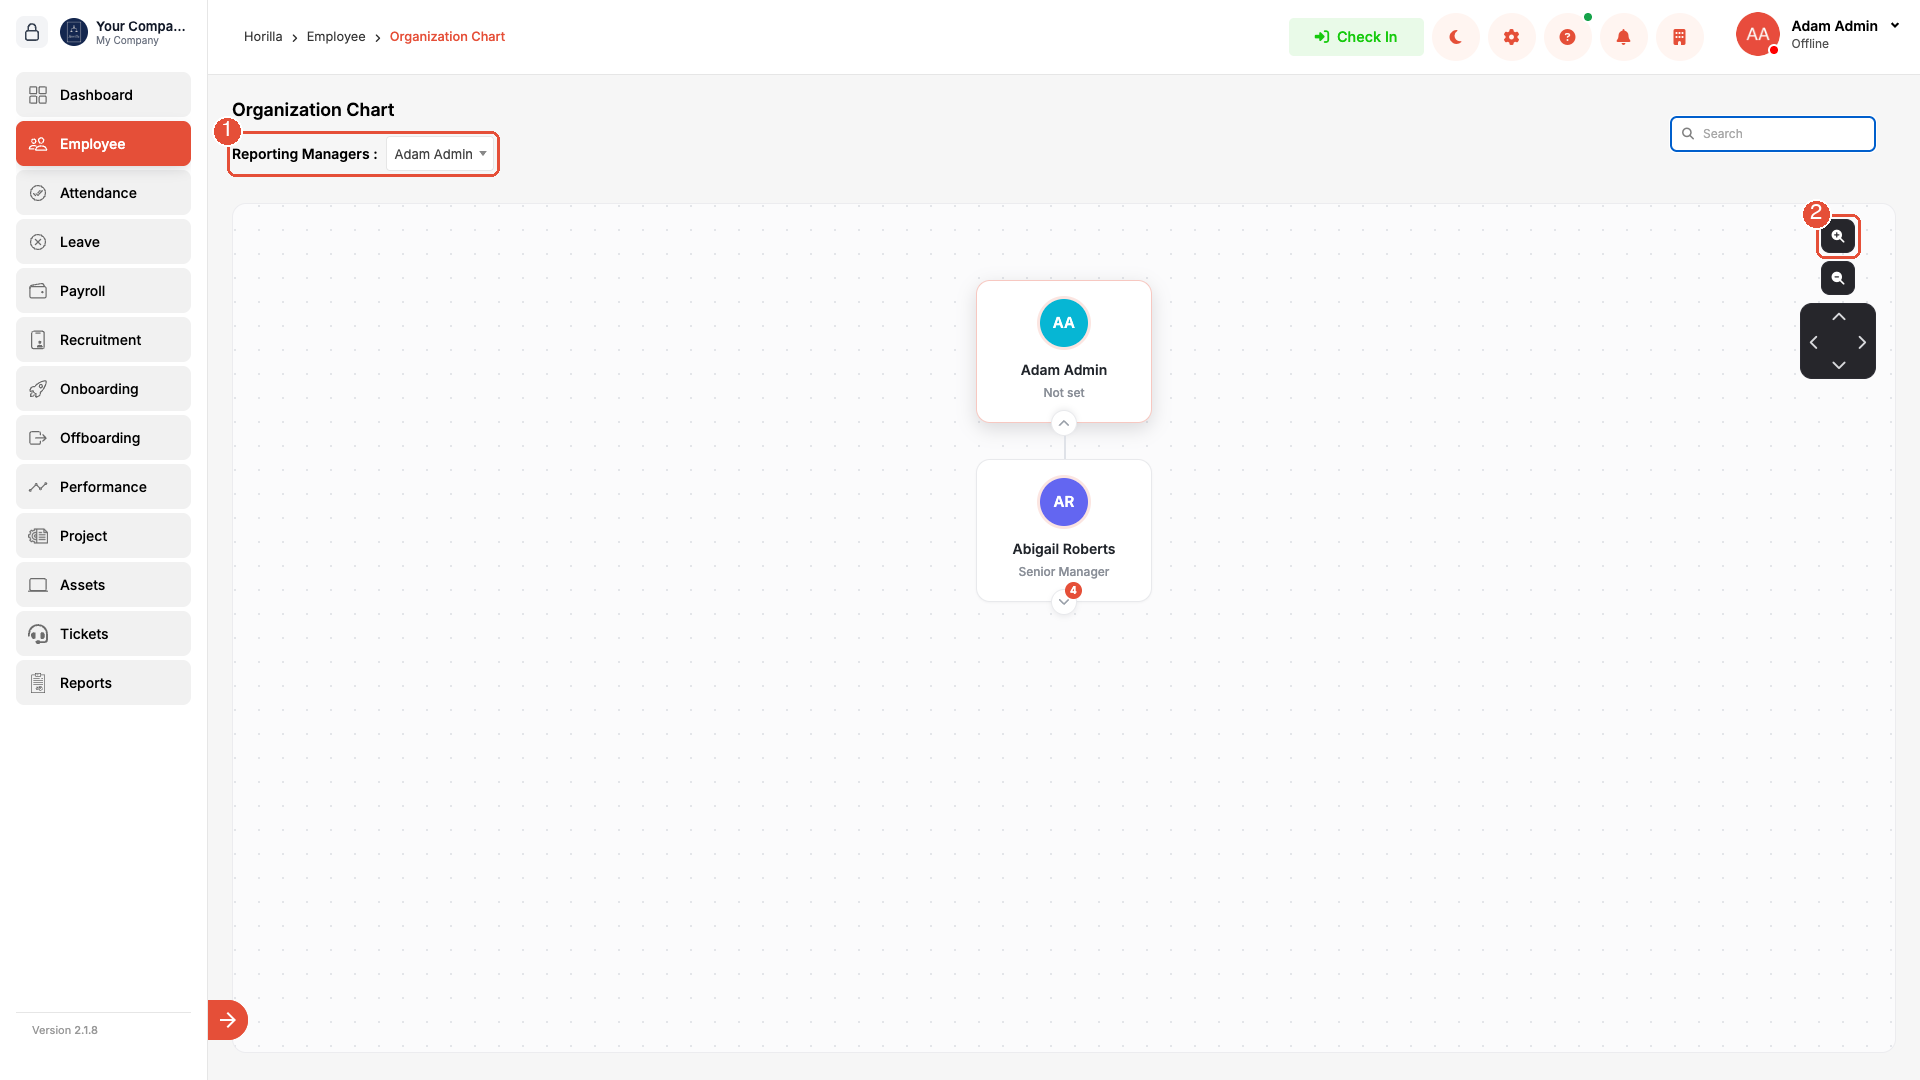 Your Compa...
My Company
Horilla > Employee > Organization Chart
Check In
AA
Adam Admin
Offline
Dashboard
Employee
Attendance
Leave
Payroll
Recruitment
Onboarding
Offboarding
Performance
Project
Assets
Tickets
Reports
Version 2.1.8
Organization Chart
1
Reporting Managers :
Adam Admin
Search
2
AA
Adam Admin
Not set
AR
Abigail Roberts
Senior Manager
4